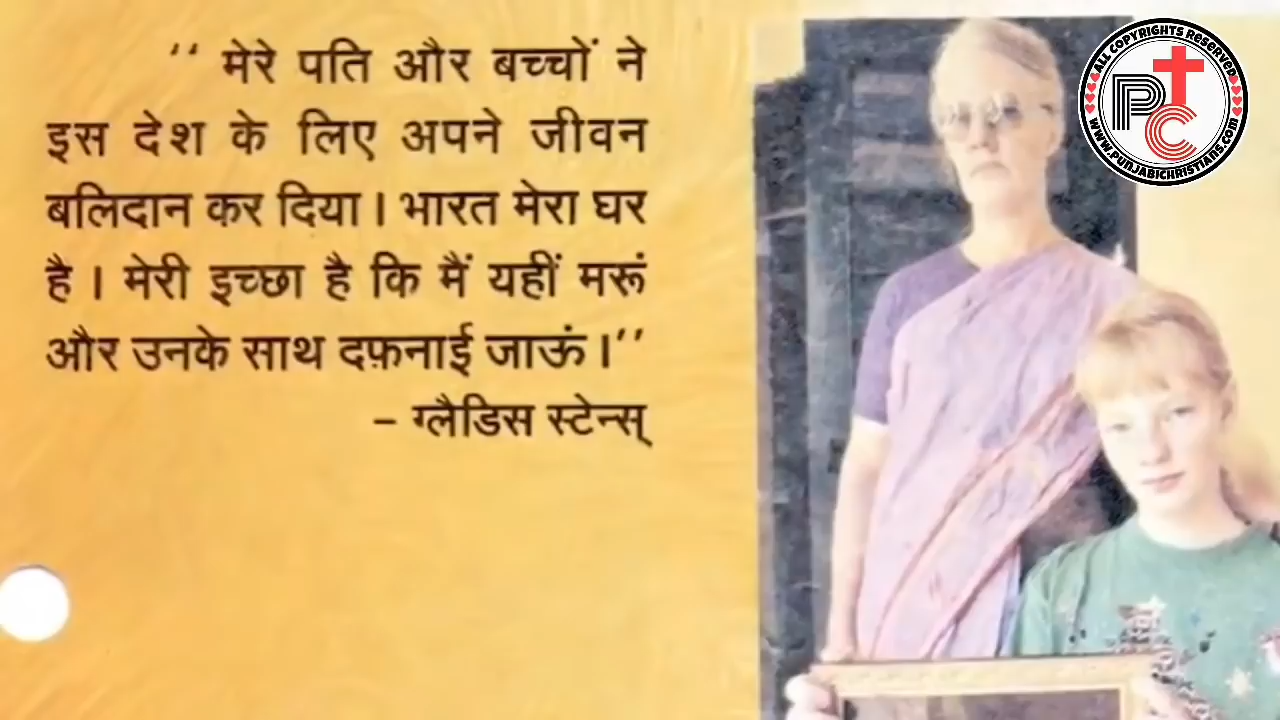 ‘‘ मेरे पति और बच्चों ने
इस देश के लिए अपने जीवन
बलिदान कर दिया । भारत मेरा घर
है । मेरी इच्छा है कि मैं यहीं मरूं
और उनके साथ दफ़नाई जाऊं ।’’
– ग्लैडिस स्टेन्स्
ALL COPYRIGHTS RESERVED
PTC
WWW.PUNJABICHRISTIANS.COM